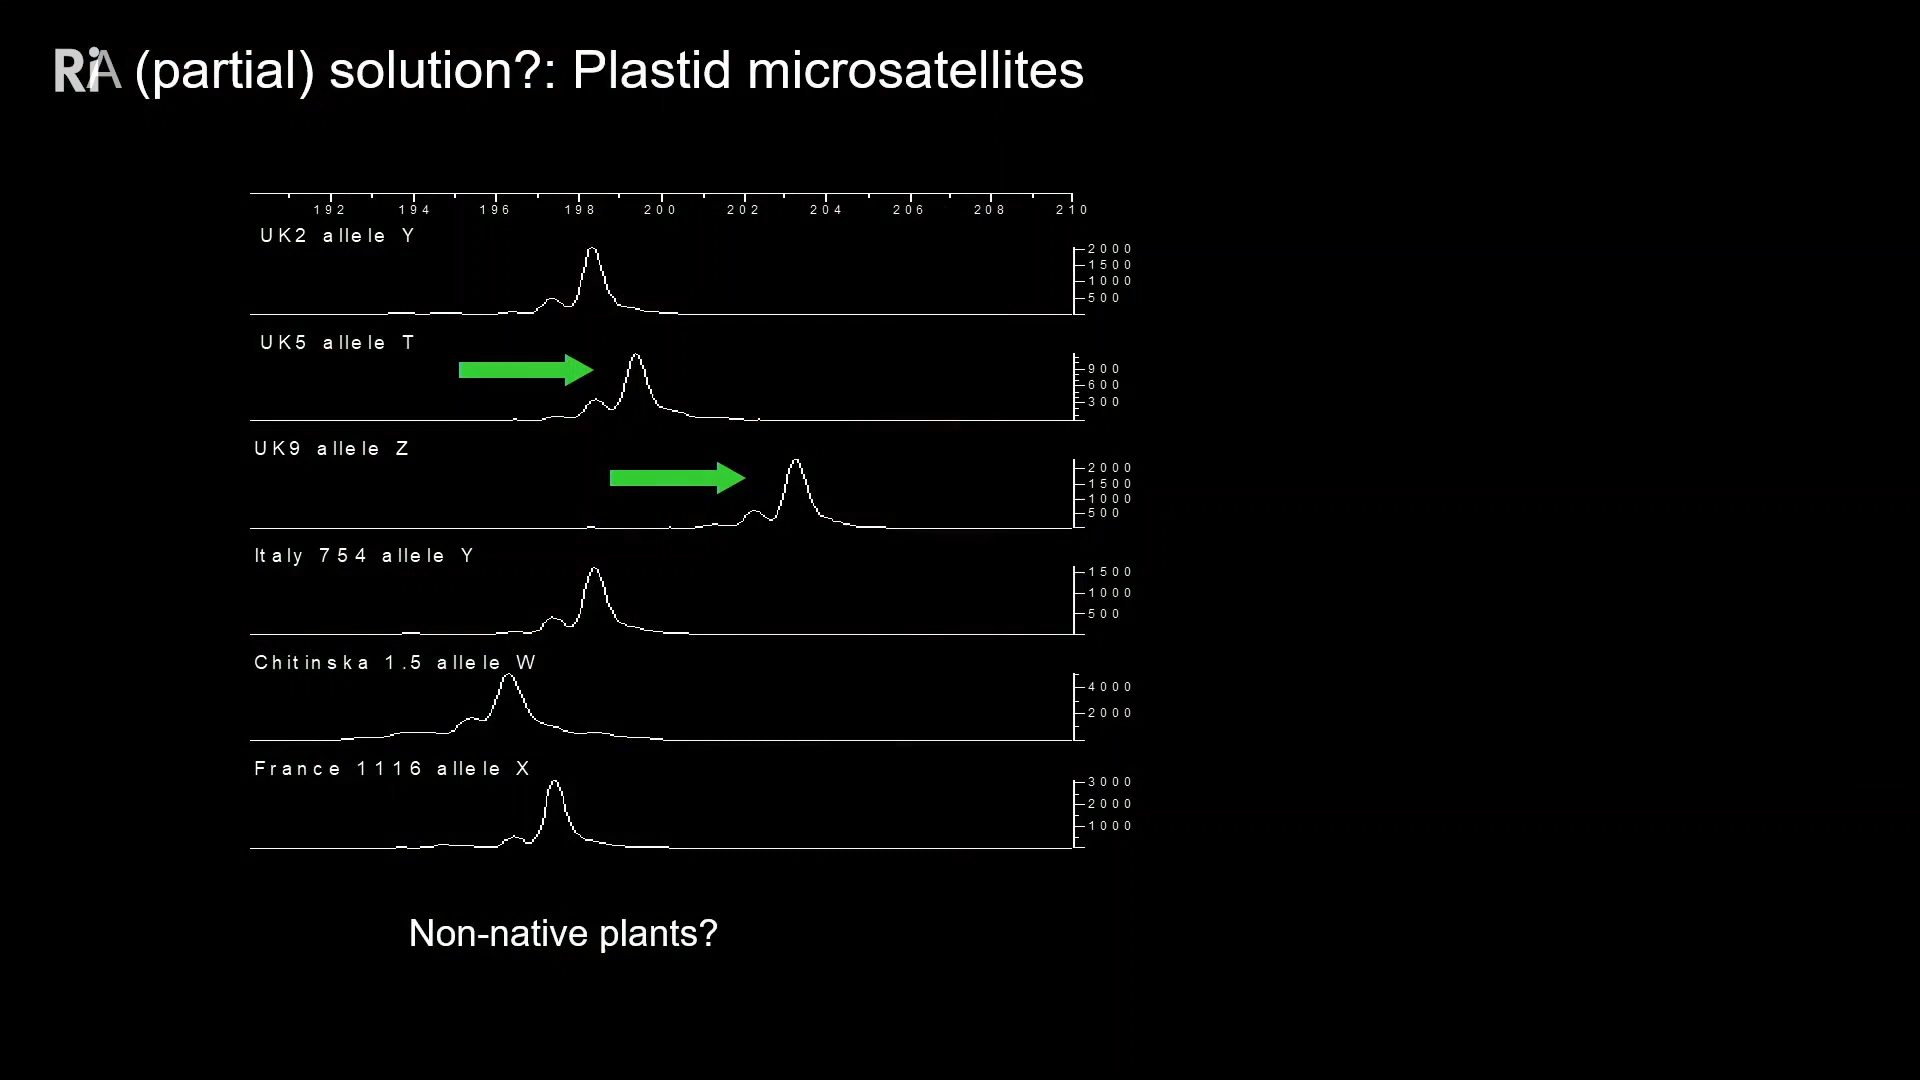 Ri
A (partial) solution?: Plastid microsatellites
192 194 196 198 200 202 204 206 208 210
UK2 allele Y
2000
1500
1000
500
UK5 allele T
900
600
300
UK9 allele Z
2000
1500
1000
500
Italy 754 allele Y
1500
1000
500
Chitinska 1.5 allele W
4000
2000
France 1116 allele X
3000
2000
1000
Non-native plants?